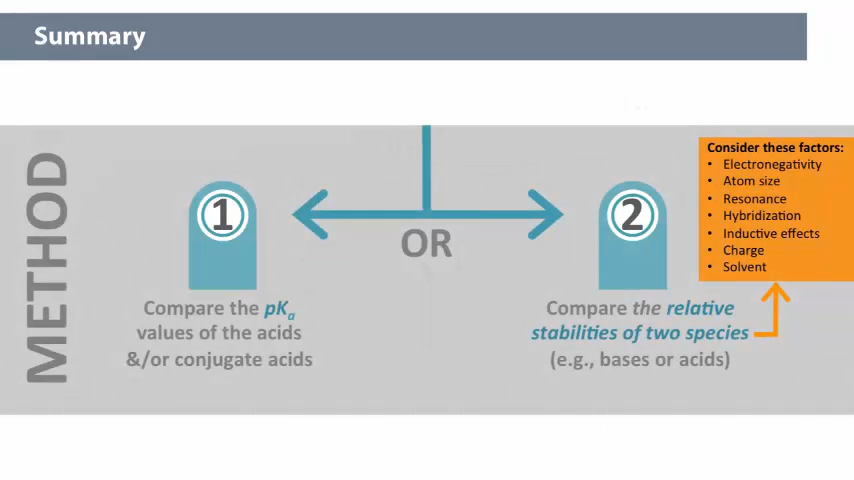 Summary
METHOD
1
OR
2
Compare the pKa
values of the acids
&/or conjugate acids
Compare the relative
stabilities of two species
(e.g., bases or acids)
Consider these factors:
• Electronegativity
• Atom size
• Resonance
• Hybridization
• Inductive effects
• Charge
• Solvent